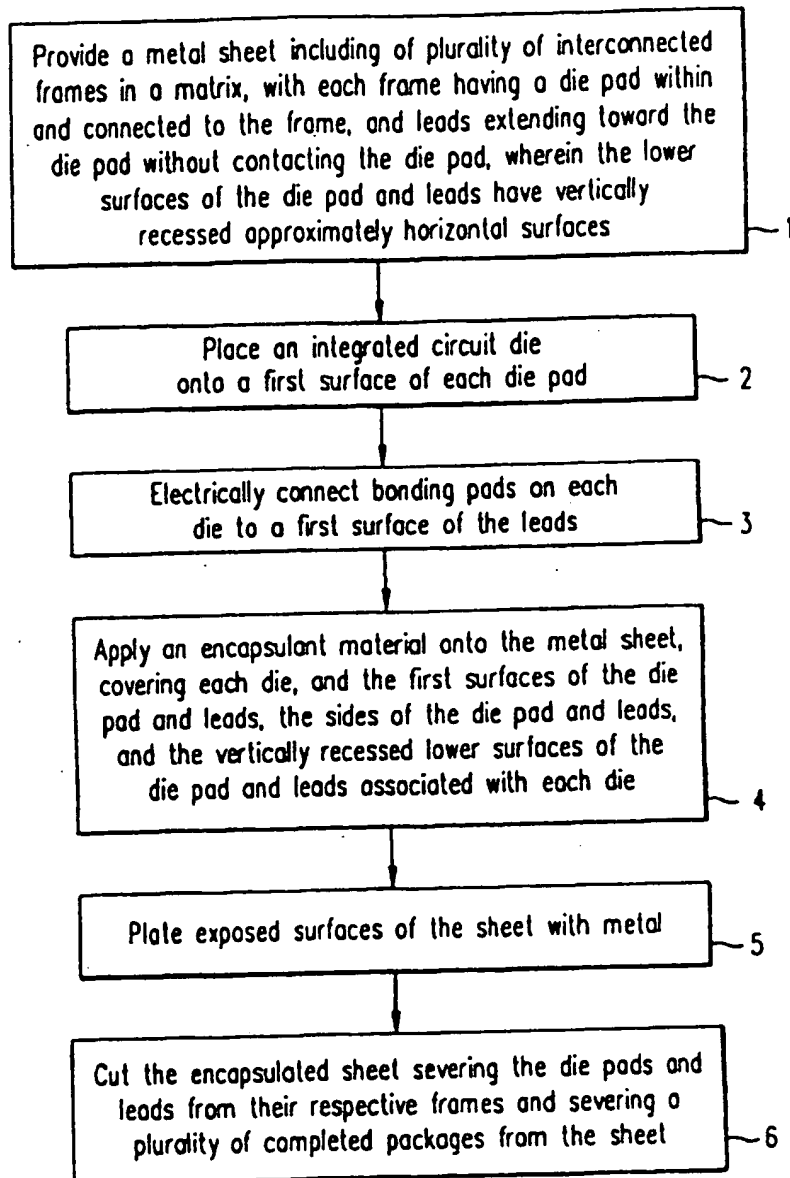 Provide a metal sheet including of plurality of interconnected
frames in a matrix, with each frame having a die pad within
and connected to the frame, and leads extending toward the
die pad without contacting the die pad, wherein the lower
surfaces of the die pad and leads have vertically
recessed approximately horizontal surfaces
1
Place an integrated circuit die
onto a first surface of each die pad
2
Electrically connect bonding pads on each
die to a first surface of the leads
3
Apply an encapsulant material onto the metal sheet,
covering each die, and the first surfaces of the die
pad and leads, the sides of the die pad and leads,
and the vertically recessed lower surfaces of the
die pad and leads associated with each die
4
Plate exposed surfaces of the sheet with metal
5
Cut the encapsulated sheet severing the die pads and
leads from their respective frames and severing a
plurality of completed packages from the sheet
6